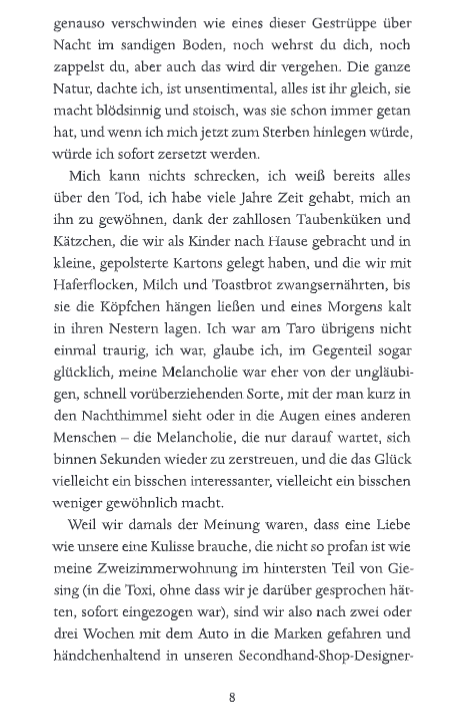 genauso verschwinden wie eines dieser Gestrüppe über
Nacht im sandigen Boden, noch wehrst du dich, noch
zappelst du, aber auch das wird dir vergehen. Die ganze
Natur, dachte ich, ist unsentimental, alles ist ihr gleich, sie
macht blödsinnig und stoisch, was sie schon immer getan
hat, und wenn ich mich jetzt zum Sterben hinlegen würde,
würde ich sofort zersetzt werden.
Mich kann nichts schrecken, ich weiß bereits alles
über den Tod, ich habe viele Jahre Zeit gehabt, mich an
ihn zu gewöhnen, dank der zahllosen Taubenküken und
Kätzchen, die wir als Kinder nach Hause gebracht und in
kleine, gepolsterte Kartons gelegt haben, und die wir mit
Haferflocken, Milch und Toastbrot zwangsernährten, bis
sie die Köpfchen hängen ließen und eines Morgens kalt
in ihren Nestern lagen. Ich war am Taro übrigens nicht
einmal traurig, ich war, glaube ich, im Gegenteil sogar
glücklich, meine Melancholie war eher von der ungläubi-
gen, schnell vorüberziehenden Sorte, mit der man kurz in
den Nachthimmel sieht oder in die Augen eines anderen
Menschen – die Melancholie, die nur darauf wartet, sich
binnen Sekunden wieder zu zerstreuen, und die das Glück
vielleicht ein bisschen interessanter, vielleicht ein bisschen
weniger gewöhnlich macht.
Weil wir damals der Meinung waren, dass eine Liebe
wie unsere eine Kulisse brauche, die nicht so profan ist wie
meine Zweizimmerwohnung im hintersten Teil von Gie-
sing (in die Toxi, ohne dass wir je darüber gesprochen hät-
ten, sofort eingezogen war), sind wir also nach zwei oder
drei Wochen mit dem Auto in die Marken gefahren und
händchenhaltend in unseren Secondhand-Shop-Designer-
8